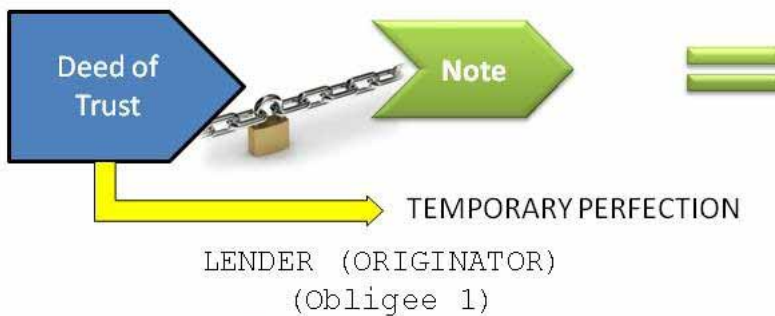 Deed of
Trust
Note
TEMPORARY PERFECTION
LENDER (ORIGINATOR)
(Obligee 1)